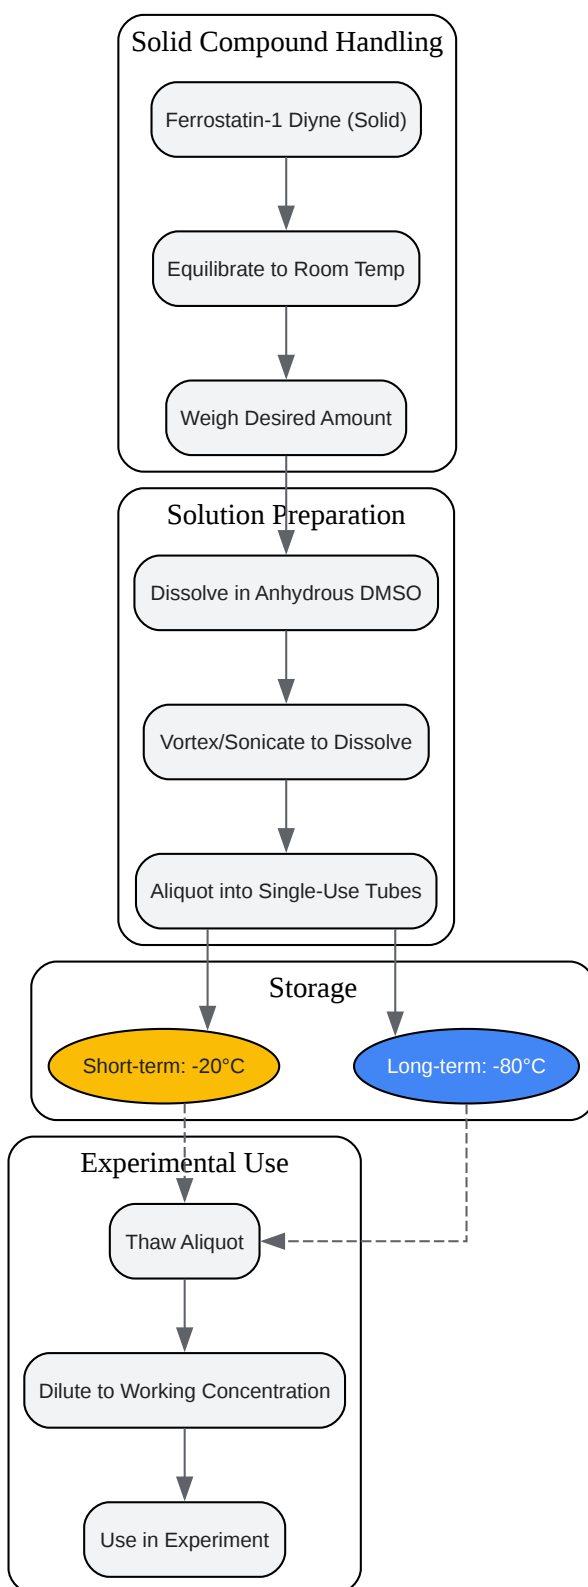 Solid Compound Handling
Ferrostatin-1 Diyne (Solid)
Equilibrate to Room Temp
Weigh Desired Amount
Solution Preparation
Dissolve in Anhydrous DMSO
Vortex/Sonicate to Dissolve
Aliquot into Single-Use Tubes
Storage
Short-term: -20°C
Long-term: -80°C
Experimental Use
Thaw Aliquot
Dilute to Working Concentration
Use in Experiment